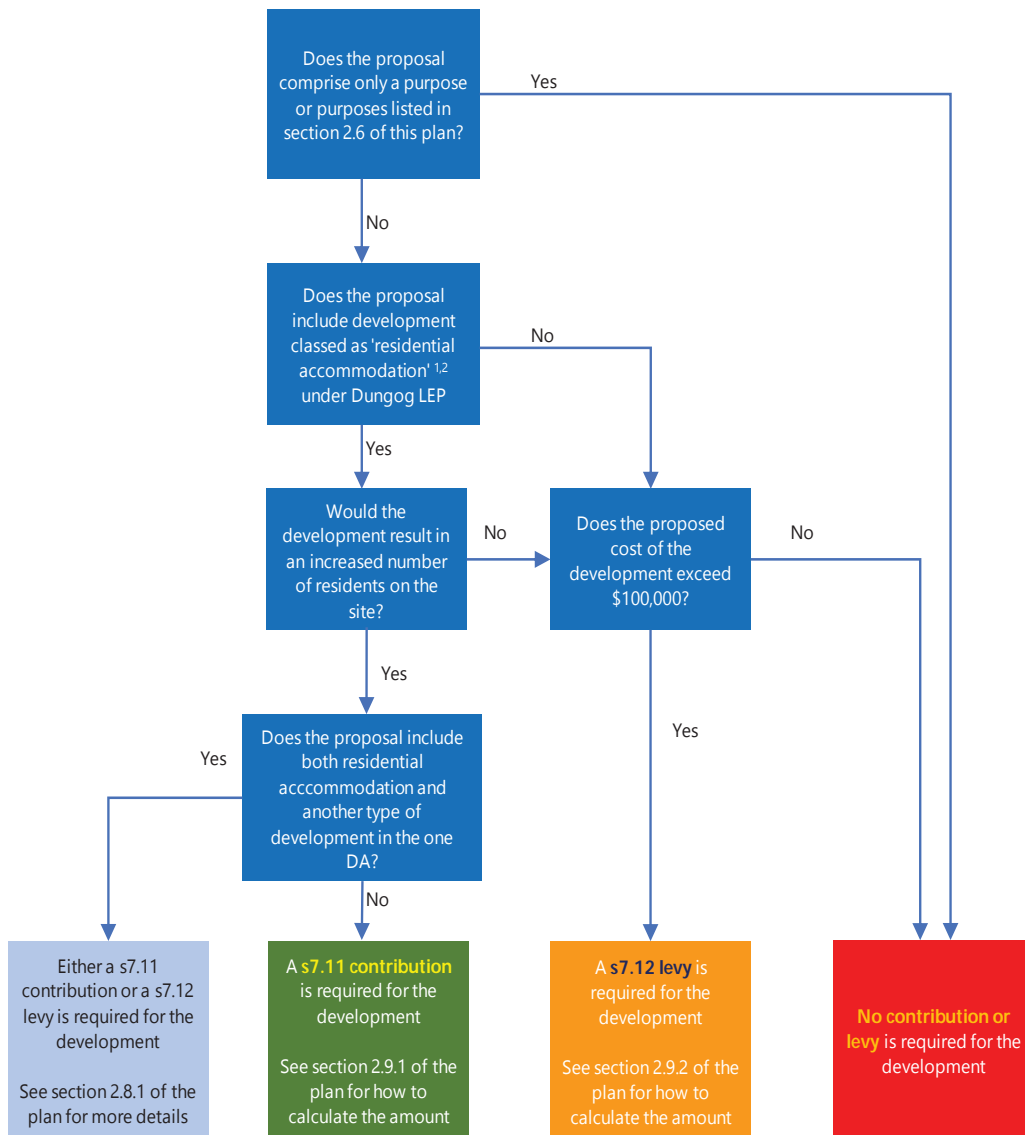 Does the proposal
comprise only a purpose
or purposes listed in
section 2.6 of this plan?
Yes
No
Does the proposal
include development
classed as 'residential
accommodation' 1,2
under Dungog LEP
No
Yes
Would the
development result in
an increased number
of residents on the
site?
No
Does the proposed
cost of the
development exceed
$100,000?
No
Yes
Yes
Does the proposal include
both residential
acccommodation and
another type of
development in the one
DA?
Yes
No
Either a s7.11
contribution or a s7.12
levy is required for the
development
See section 2.8.1 of the
plan for more details
A s7.11 contribution
is required for the
development
See section 2.9.1 of the
plan for how to
calculate the amount
A s7.12 levy is
required for the
development
See section 2.9.2 of the
plan for how to
calculate the amount
No contribution or
levy is required for the
development